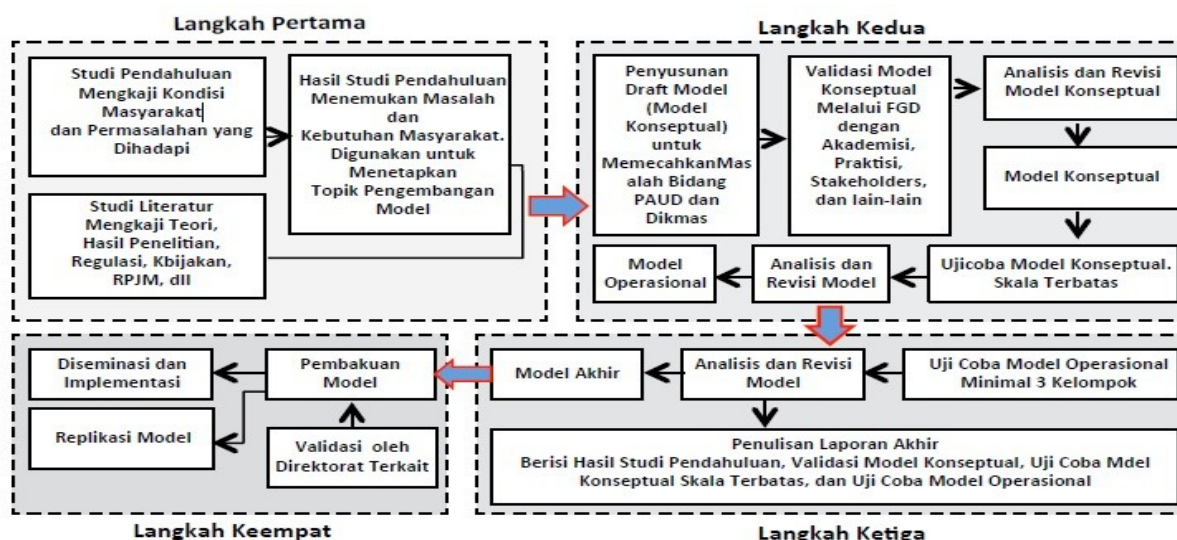 Langkah Pertama
Studi Pendahuluan
Mengkaji Kondisi
Masyarakat
dan Permasalahan yang
Dihadapi
Hasil Studi Pendahuluan
Menemukan Masalah
dan
Kebutuhan Masyarakat.
Digunakan untuk
Menetapkan
Topik Pengembangan
Model
Studi Literatur
Mengkaji Teori,
Hasil Penelitian,
Regulasi, Kbijakan,
RPJM, dll
Langkah Kedua
Penyusunan
Draft Model
(Model
Konseptual)
untuk
MemecahkanMas
alah Bidang
PAUD dan
Dikmas
Validasi Model
Konseptual
Melalui FGD
dengan
Akademisi,
Praktisi,
Stakeholders,
dan lain-lain
Analisis dan Revisi
Model Konseptual
Model Konseptual
Ujicoba Model Konseptual.
Skala Terbatas
Analisis dan
Revisi Model
Model
Operasional
Uji Coba Model Operasional
Minimal 3 Kelompok
Analisis dan Revisi
Model
Model Akhir
Penulisan Laporan Akhir
Berisi Hasil Studi Pendahuluan, Validasi Model Konseptual, Uji Coba Mdel
Konseptual Skala Terbatas, dan Uji Coba Model Operasional
Langkah Ketiga
Pembakuan
Model
Diseminasi dan
Implementasi
Replikasi Model
Validasi oleh
Direktorat Terkait
Langkah Keempat